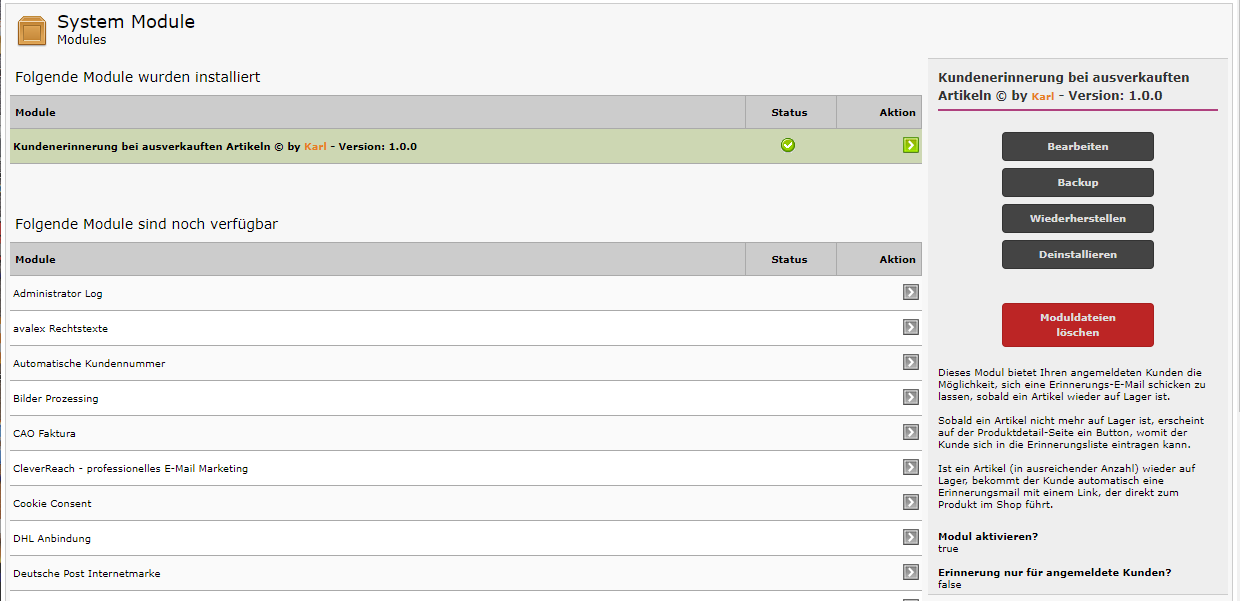 System Module
Modules
Folgende Module wurden installiert
Module Status Aktion
Kundenerinnerung bei ausverkauften Artikeln © by Karl - Version: 1.0.0
Folgende Module sind noch verfügbar
Module Status Aktion
Administrator Log
avalex Rechtstexte
Automatische Kundennummer
Bilder Prozessing
CAO Faktura
CleverReach - professionelles E-Mail Marketing
Cookie Consent
DHL Anbindung
Deutsche Post Internetmarke
Kundenerinnerung bei ausverkauften
Artikeln © by Karl - Version: 1.0.0
Bearbeiten
Backup
Wiederherstellen
Deinstallieren
Moduldateien
löschen
Dieses Modul bietet Ihren angemeldeten Kunden die
Möglichkeit, sich eine Erinnerungs-E-Mail schicken zu
lassen, sobald ein Artikel wieder auf Lager ist.
Sobald ein Artikel nicht mehr auf Lager ist, erscheint
auf der Produktdetail-Seite ein Button, womit der
Kunde sich in die Erinnerungsliste eintragen kann.
Ist ein Artikel (in ausreichender Anzahl) wieder auf
Lager, bekommt der Kunde automatisch eine
Erinnerungsmail mit einem Link, der direkt zum
Produkt im Shop führt.
Modul aktivieren?
true
Erinnerung nur für angemeldete Kunden?
false